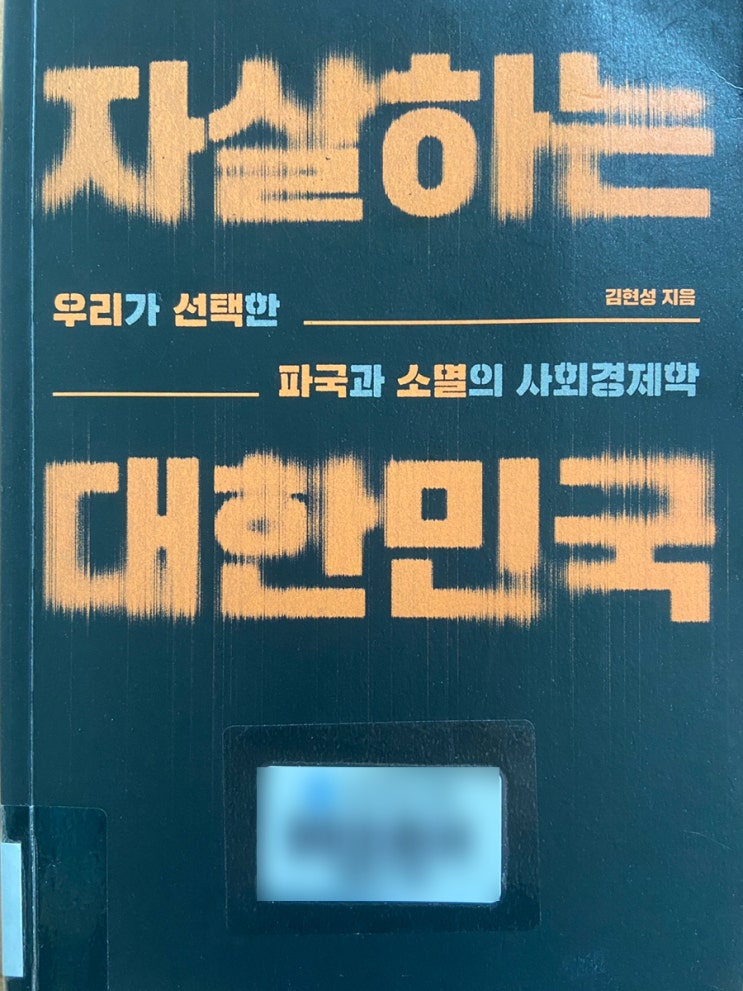 자살하는
우리가 선택한
김현성 지음
파국과 소멸의 사회경제학
대한민국